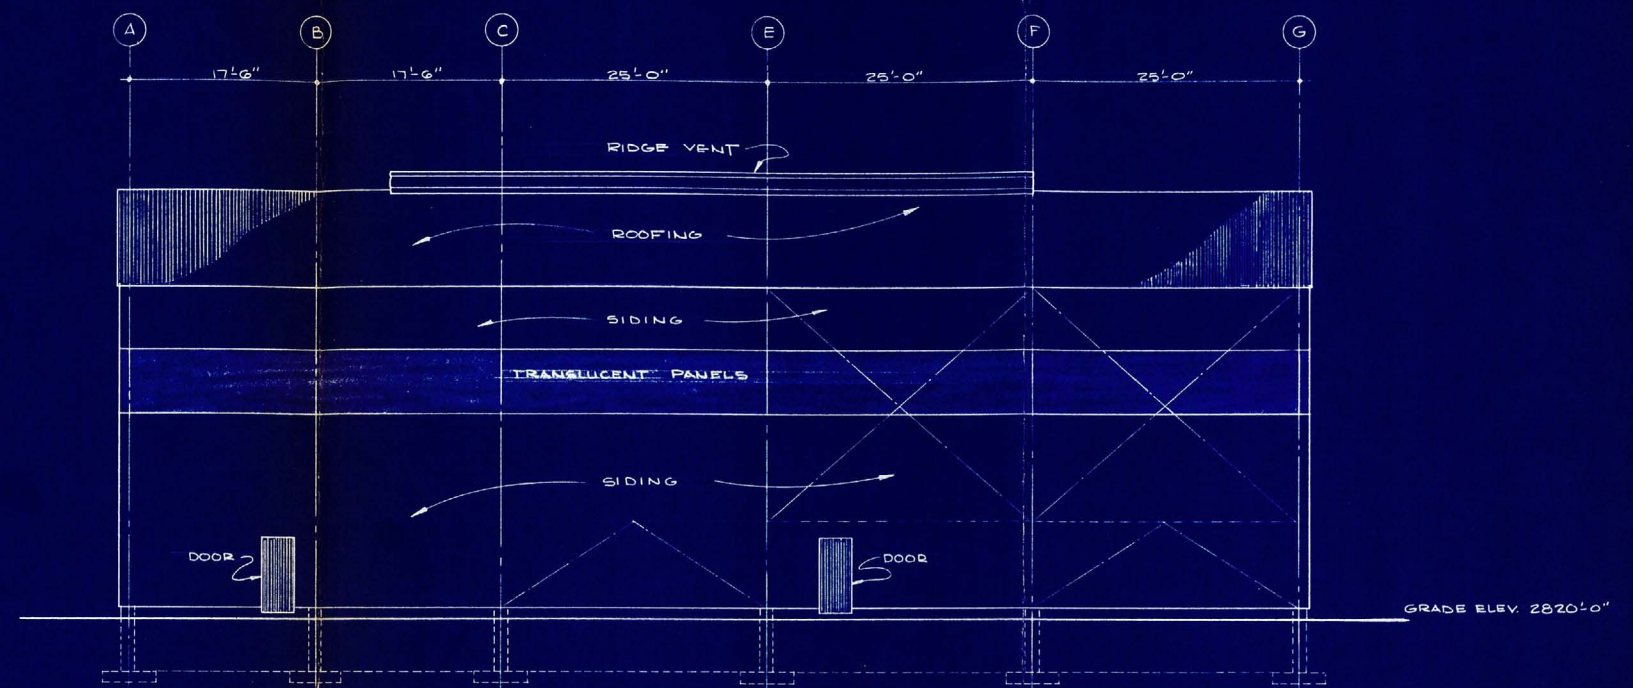 A B C E F G
17'-6" 17'-6" 25'-0" 25'-0" 25'-0"
RIDGE VENT
ROOFING
SIDING
TRANSLUCENT PANELS
SIDING
DOOR
DOOR
GRADE ELEV. 2820'-0"